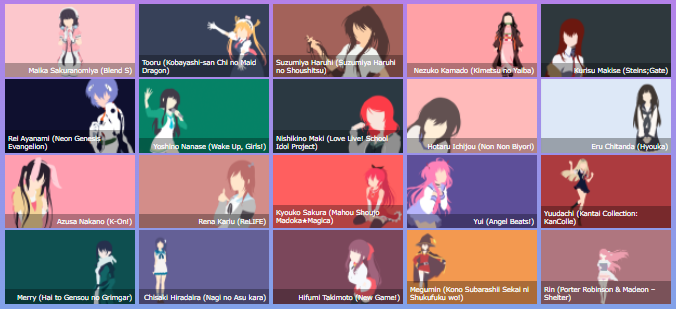 Maika Sakuranomiya (Blend S)
Tooru (Kobayashi-san Chi no Maid
Dragon)
Suzumiya Haruhi (Suzumiya Haruhi
no Shoushitsu)
Nezuko Kamado (Kimetsu no Yaiba)
Kurisu Makise (Steins;Gate)
Rei Ayanami (Neon Genesis
Evangelion)
Yoshino Nanase (Wake Up, Girls!)
Nishikino Maki (Love Live! School
Idol Project)
Hotaru Ichijou (Non Non Biyori)
Eru Chitanda (Hyouka)
Azusa Nakano (K-On!)
Rena Kariu (ReLIFE)
Kyouko Sakura (Mahou Shoujo
Madoka★Magica)
Yui (Angel Beats!)
Yuudachi (Kantai Collection:
KanColle)
Merry (Hai to Gensou no Grimgar)
Chisaki Hiradaira (Nagi no Asu kara)
Hifumi Takimoto (New Game!)
Megumin (Kono Subarashii Sekai ni
Shukufuku wo!)
Rin (Porter Robinson & Madeon –
Shelter)